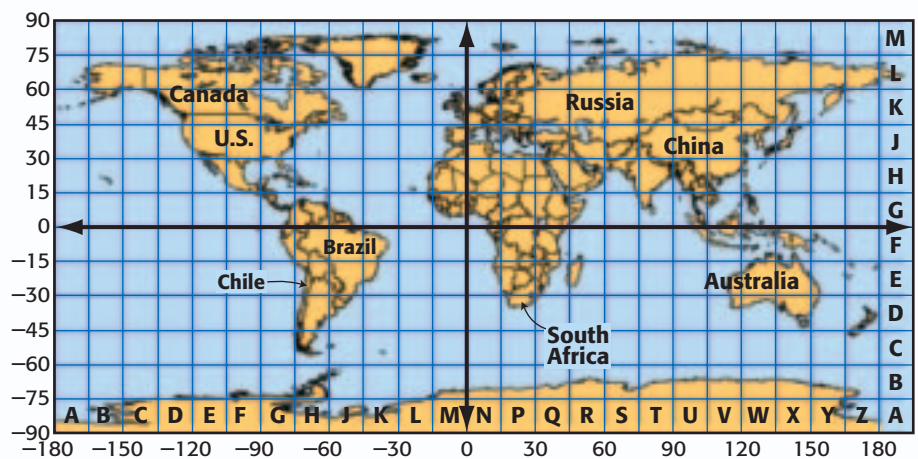 90
75
60
45
30
15
0
−15
−30
−45
−60
−75
−90
Canada
U.S.
Russia
China
Brazil
Chile
Australia
South
Africa
M
L
K
J
H
G
F
E
D
C
B
A
A B C D E F G H J K L M N P Q R S T U V W X Y Z
−180 −150 −120 −90 −60 −30 0 30 60 90 120 150 180